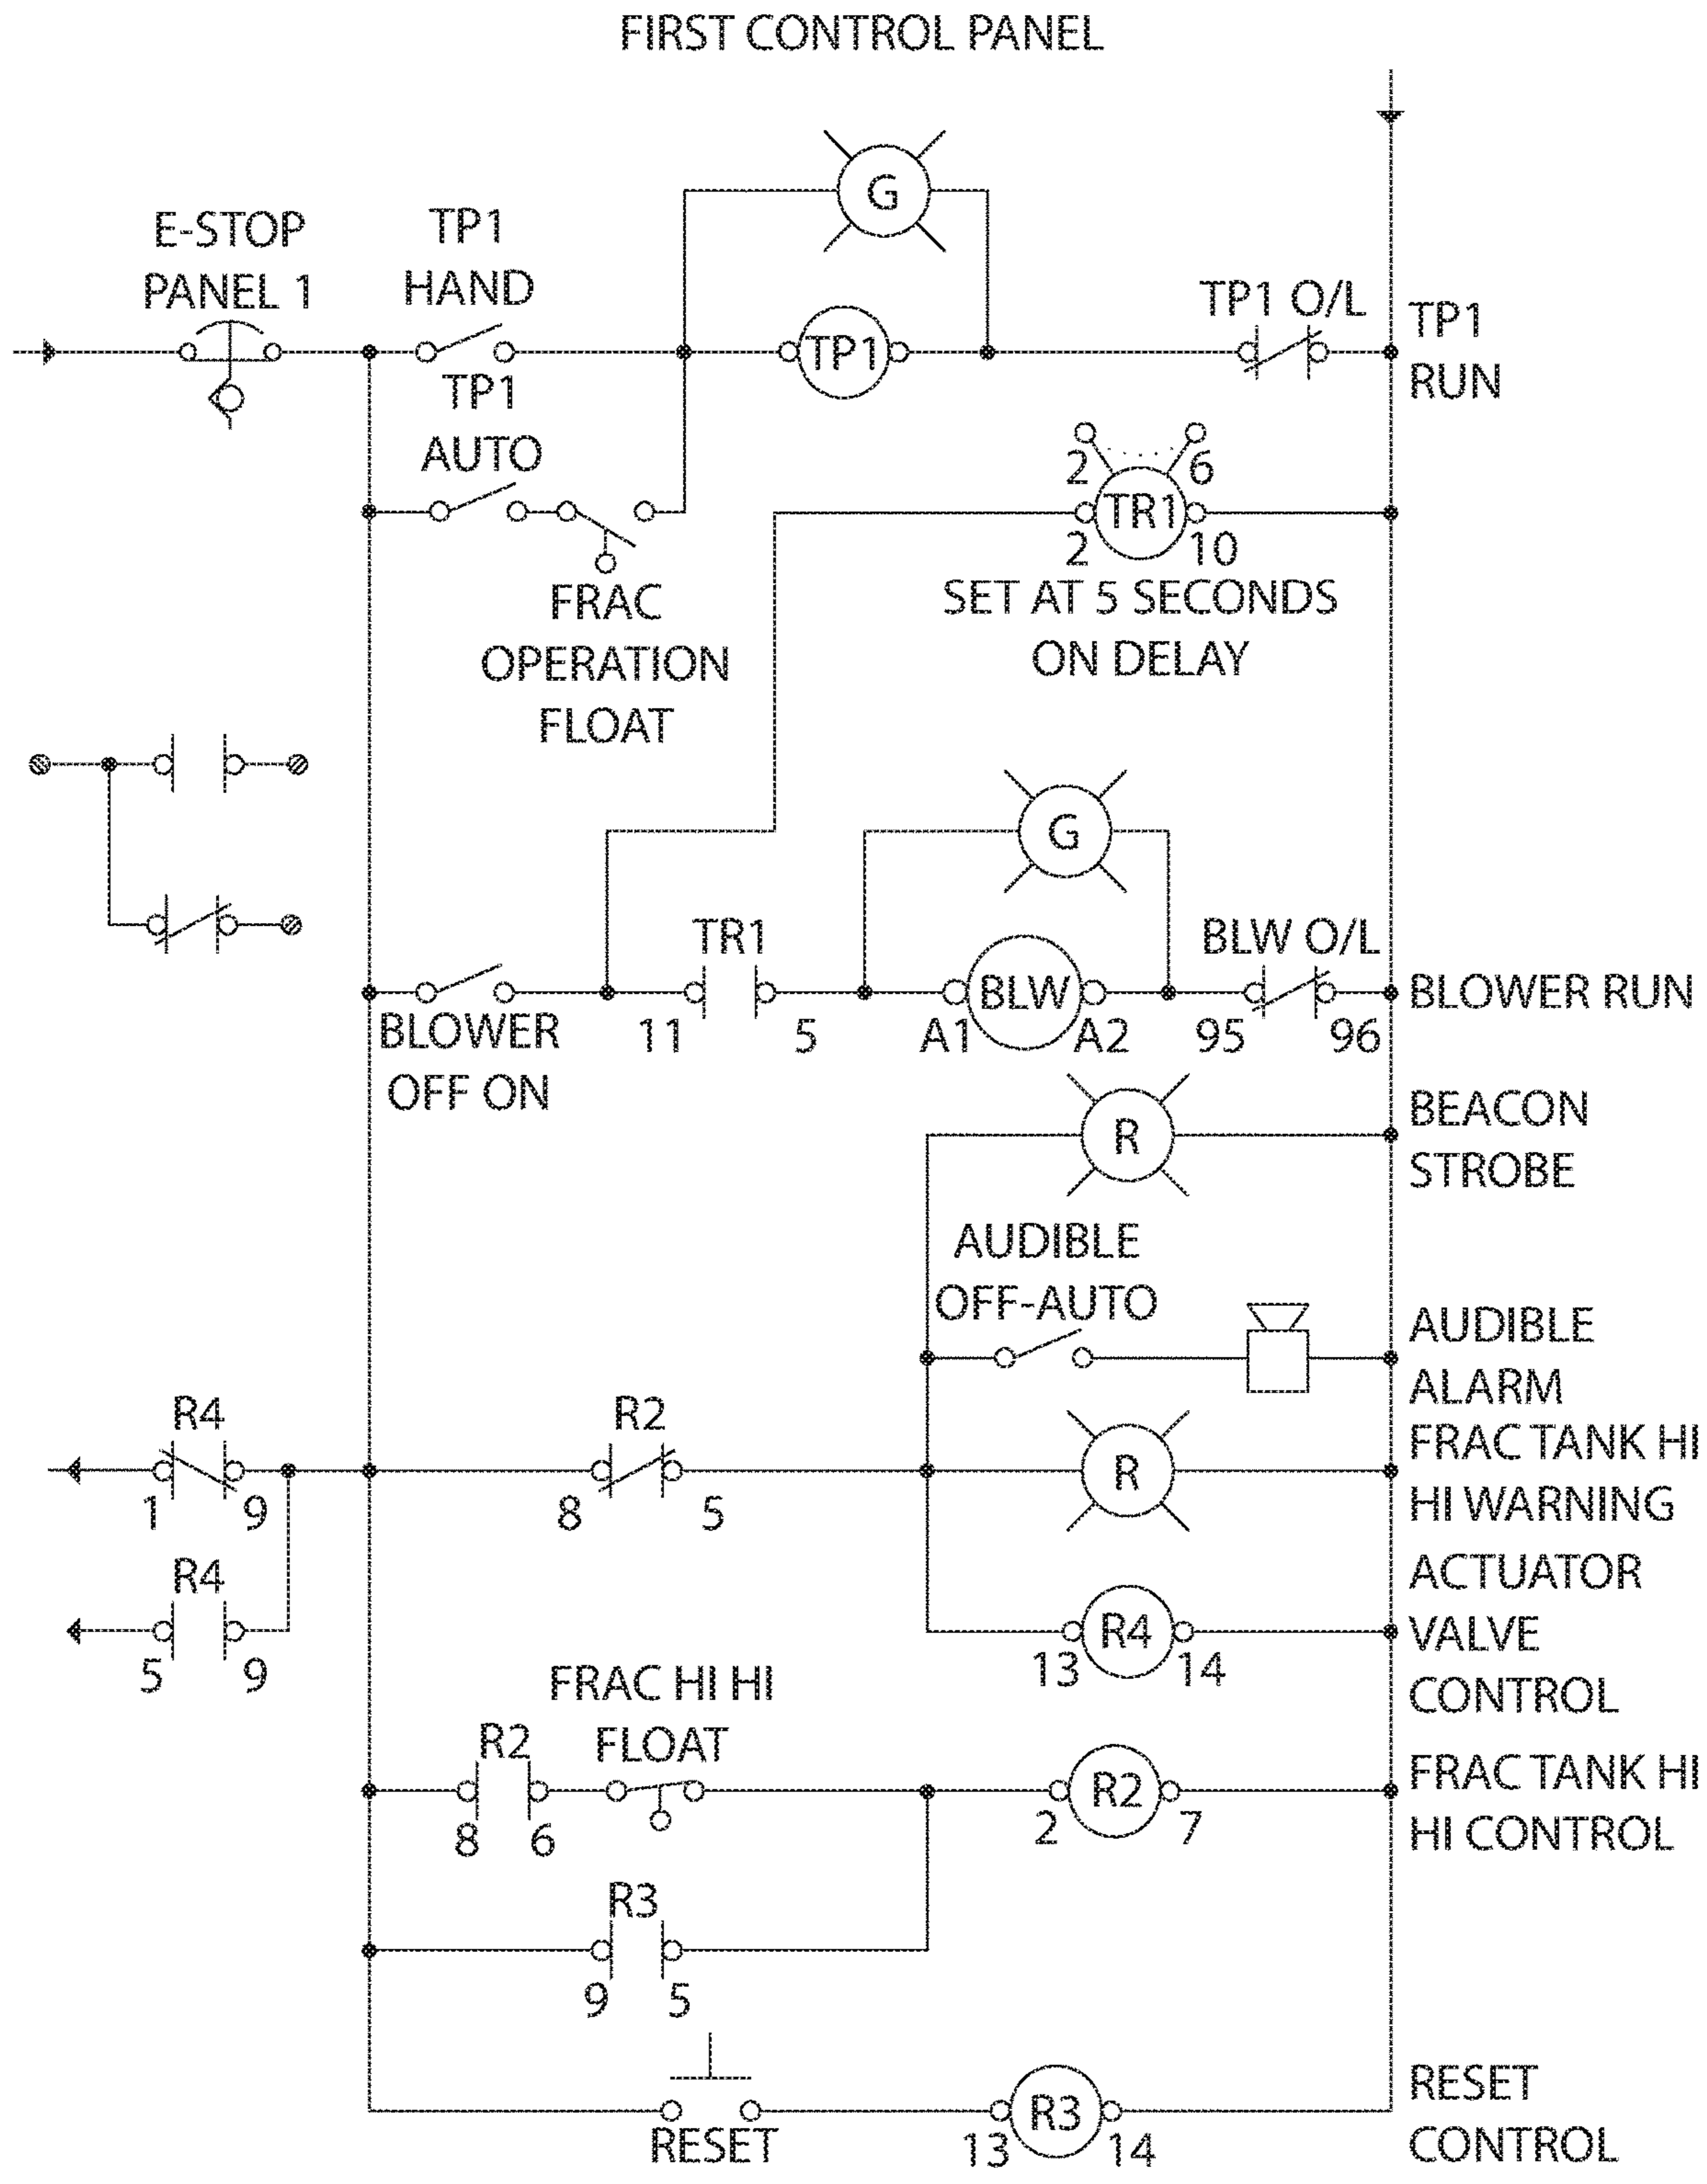 FIRST CONTROL PANEL
G
E-STOP
PANEL 1
TP1
HAND
TP1
TP1 O/L
TP1
RUN
TP1
AUTO
2 6
TR1
2 10
SET AT 5 SECONDS
ON DELAY
FRAC
OPERATION
FLOAT
G
TR1
BLW
BLW O/L
BLOWER RUN
BLOWER
OFF ON
11 5
A1 A2
95 96
R
BEACON
STROBE
AUDIBLE
OFF-AUTO
AUDIBLE
ALARM
R4
1 9
R2
8 5
R
FRAC TANK HI
HI WARNING
R4
5 9
R4
13 14
ACTUATOR
VALVE
CONTROL
FRAC HI HI
FLOAT
R2
8 6
R2
2 7
FRAC TANK HI
HI CONTROL
R3
9 5
RESET
R3
13 14
RESET
CONTROL